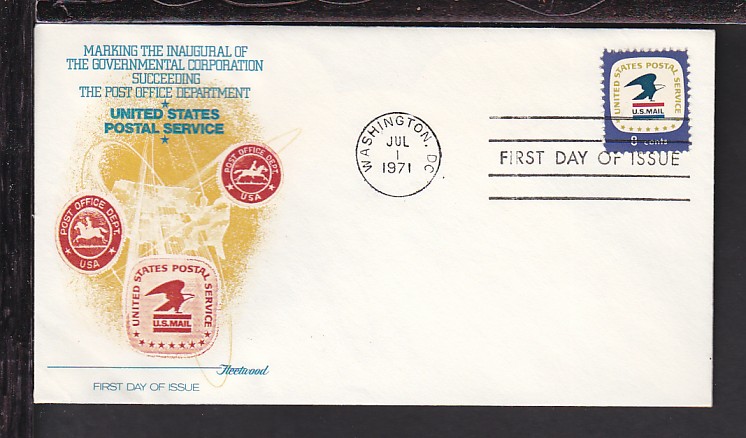 MARKING THE INAUGURAL OF
THE GOVERNMENTAL CORPORATION
SUCCEEDING
THE POST OFFICE DEPARTMENT
UNITED STATES
POSTAL SERVICE
POST OFFICE DEPT.
USA
POST OFFICE DEPT.
USA
UNITED STATES POSTAL SERVICE
U.S.MAIL
Fleetwood
FIRST DAY OF ISSUE
WASHINGTON, DC
JUL
1
1971
UNITED STATES POSTAL SERVICE
U.S.MAIL
8 cents
FIRST DAY OF ISSUE